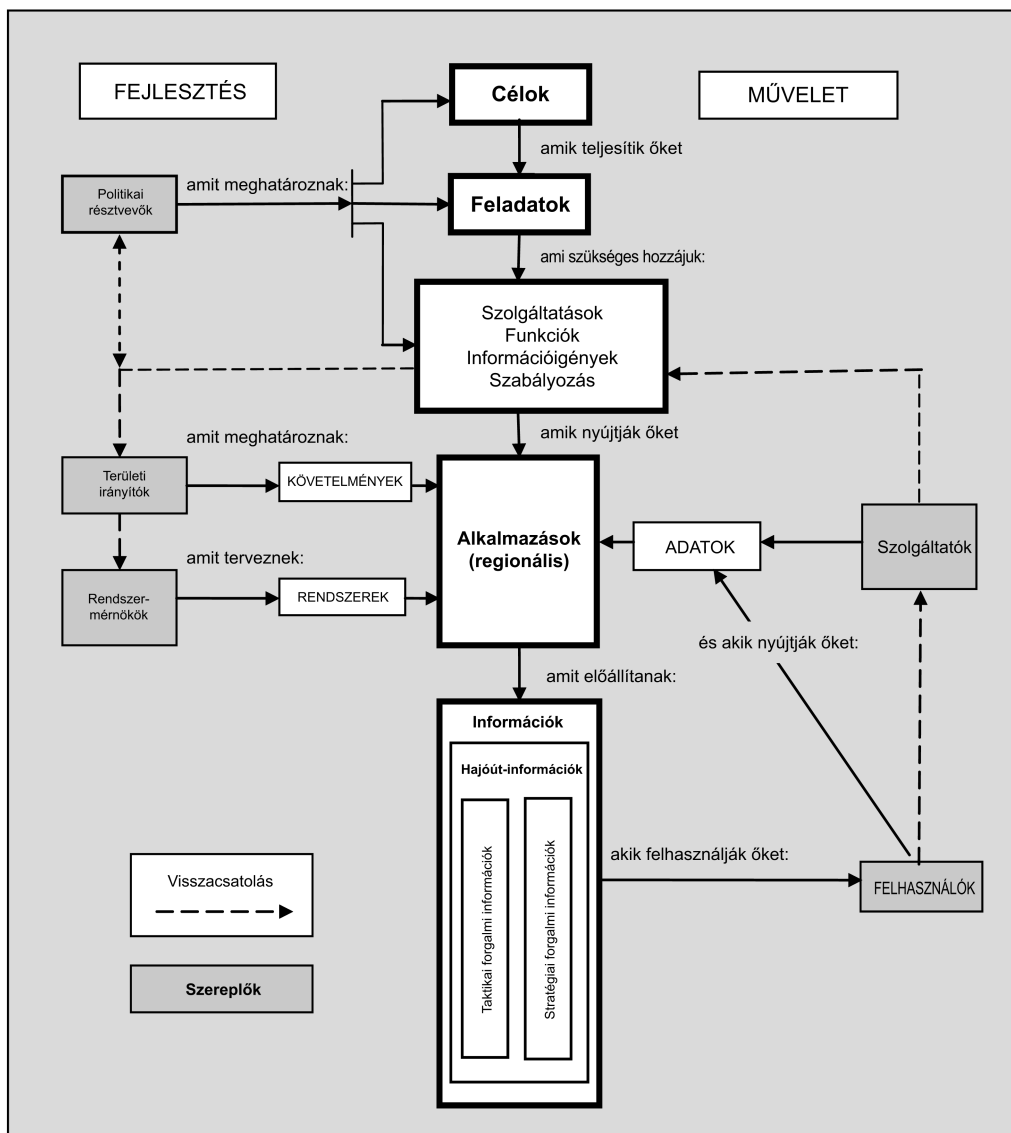 FEJLESZTÉS
Célok
MŰVELET
amik teljesítik őket
Politikai
résztvevők
amit meghatároznak:
Feladatok
ami szükséges hozzájuk:
Szolgáltatások
Funkciók
Információigények
Szabályozás
amit meghatároznak:
amik nyújtják őket
Területi
irányítók
KÖVETELMÉNYEK
Alkalmazások
(regionális)
ADATOK
Szolgáltatók
amit terveznek:
Rendszer-
mérnökök
RENDSZEREK
és akik nyújtják őket:
amit előállítanak:
Információk
Hajóút-információk
Taktikai forgalmi információk
Stratégiai forgalmi információk
akik felhasználják őket:
FELHASZNÁLÓK
Visszacsatolás
Szereplők